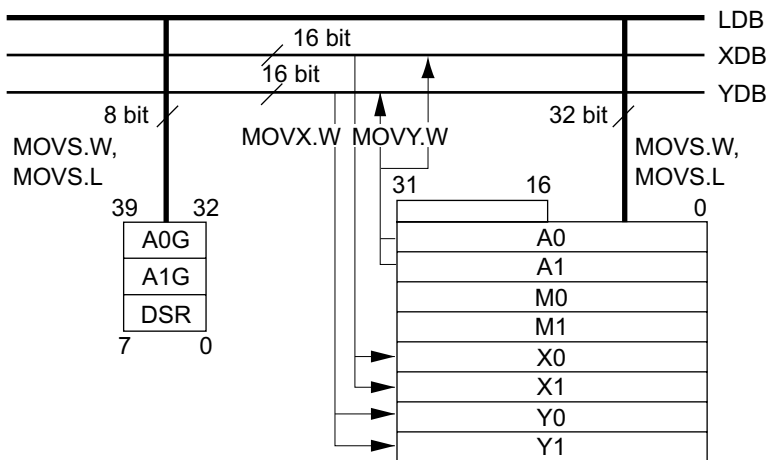 LDB
16 bit
XDB
16 bit
YDB
8 bit
32 bit
MOVX.W MOVY.W
MOVS.W,
MOVS.L
MOVS.W,
MOVS.L
31 16
39 32
0
A0G
A1G
DSR
7 0
A0
A1
M0
M1
X0
X1
Y0
Y1